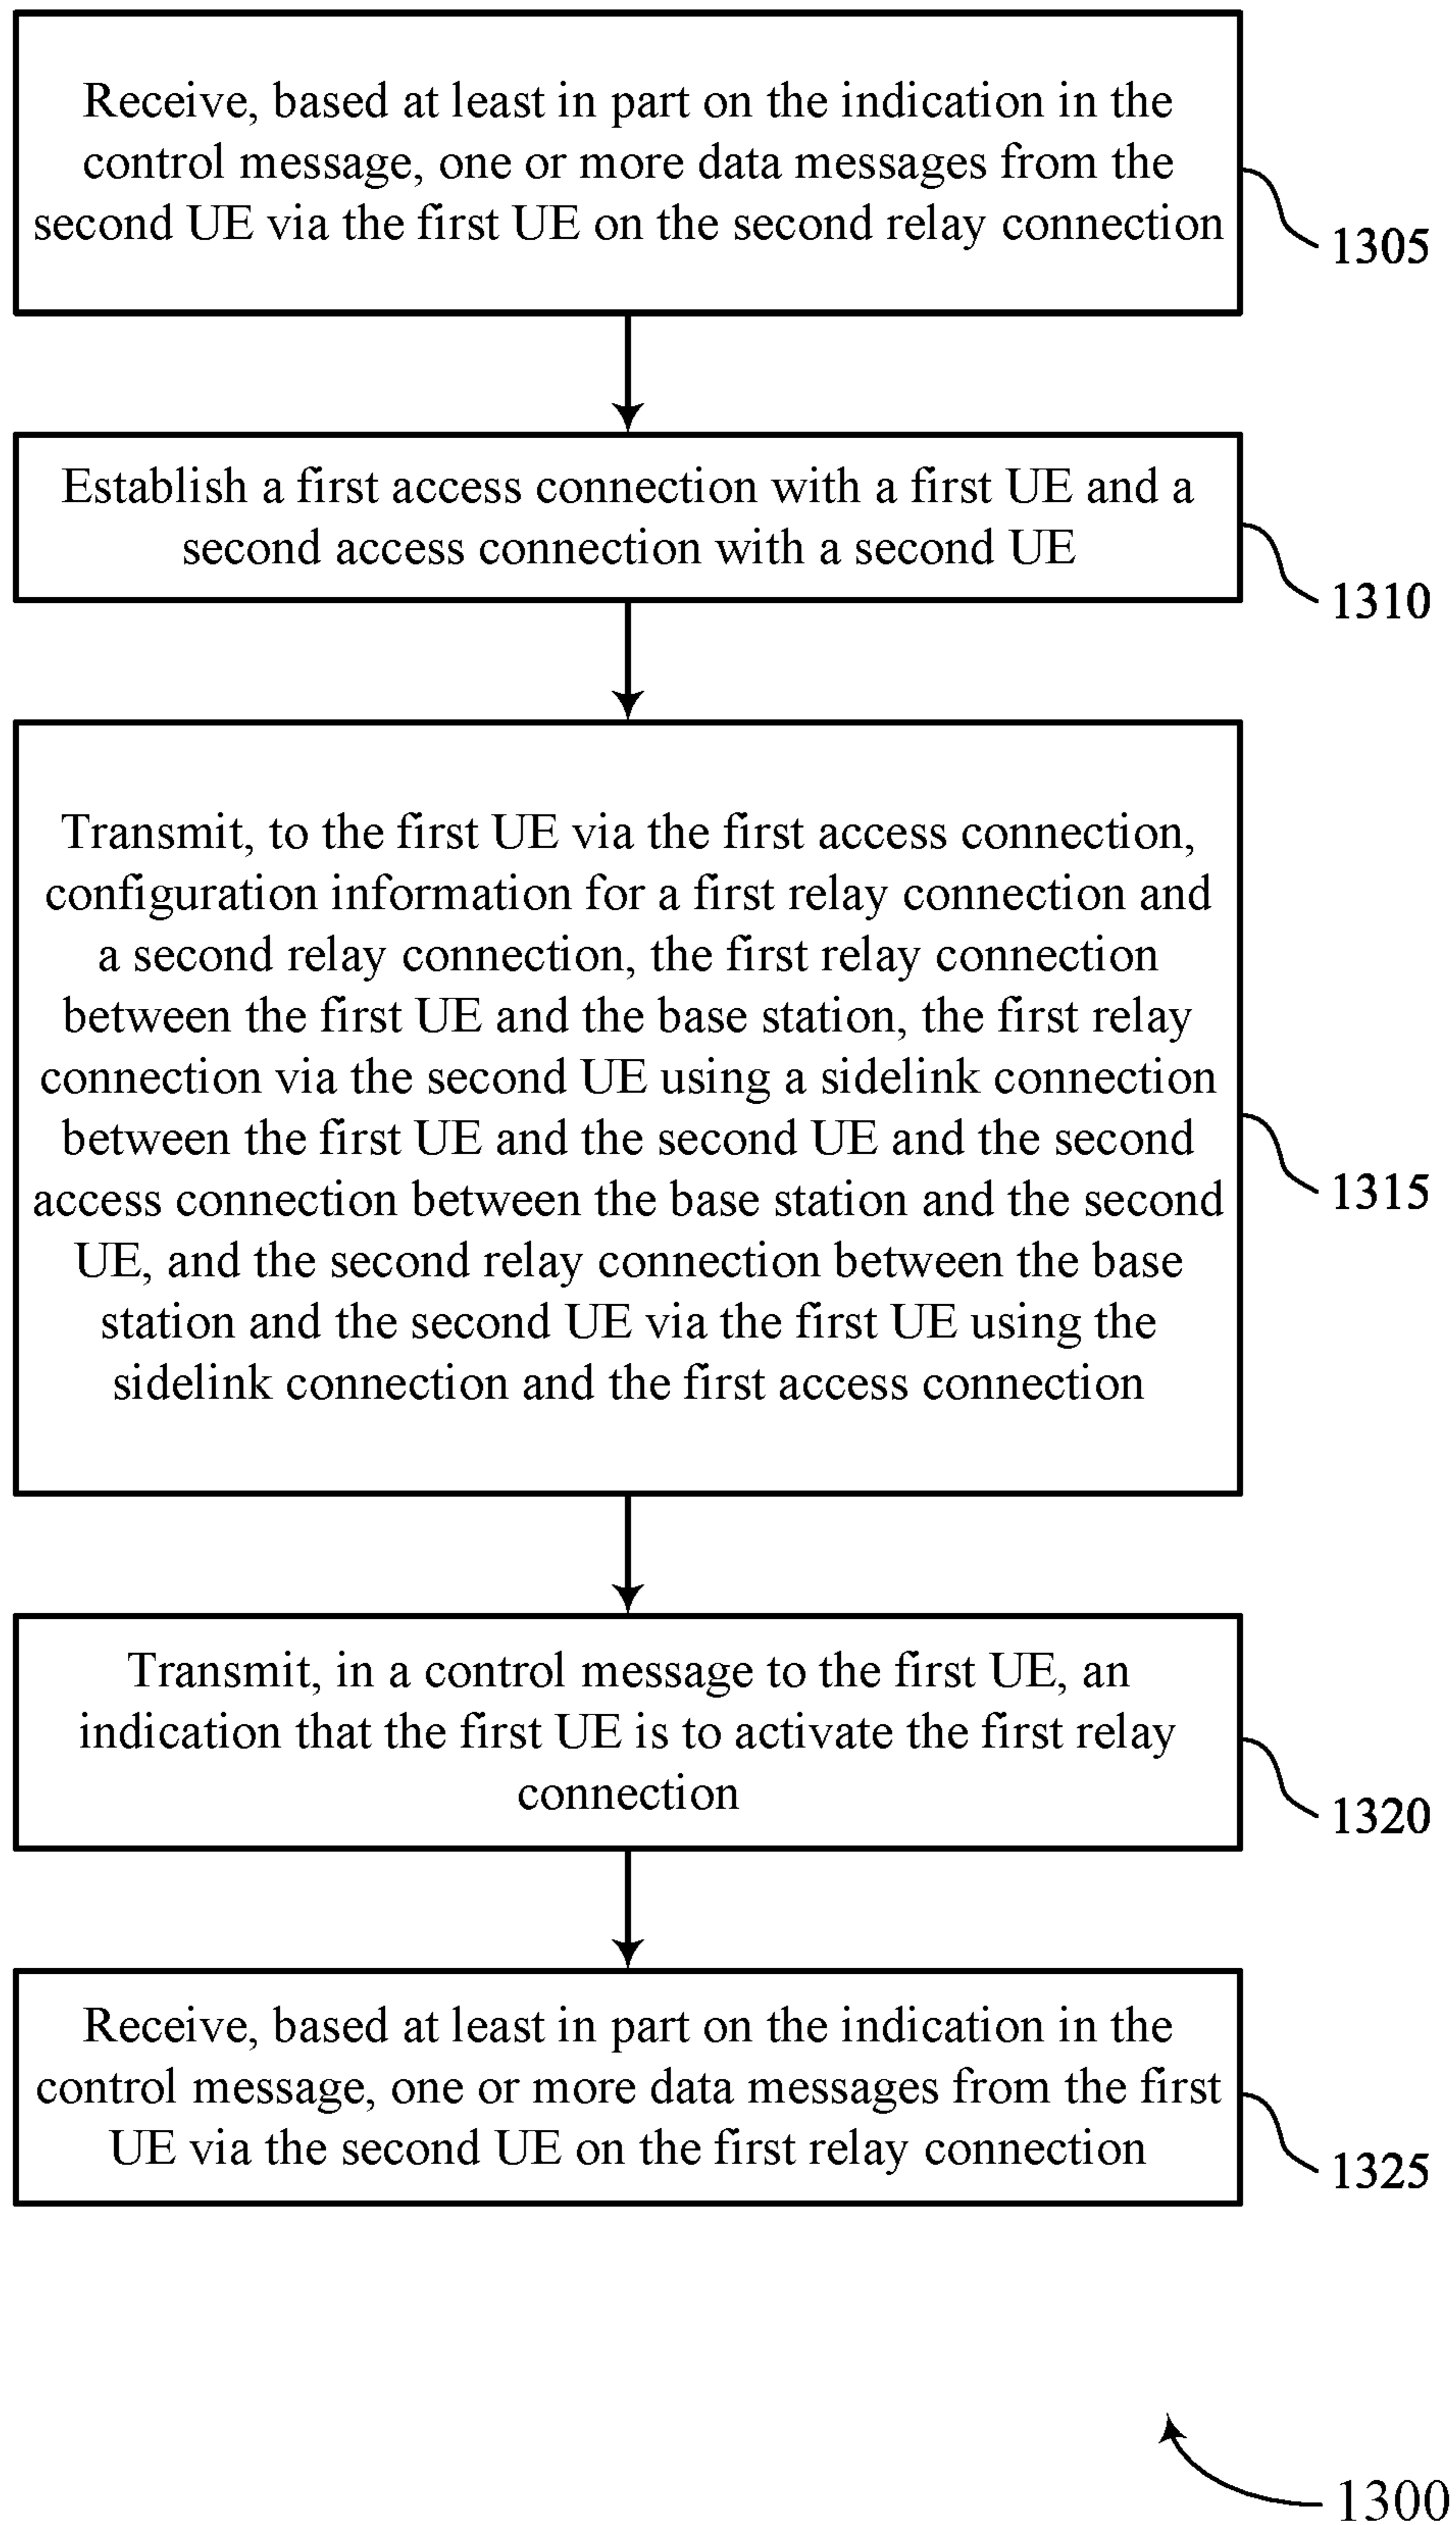 Receive, based at least in part on the indication in the
control message, one or more data messages from the
second UE via the first UE on the second relay connection
1305
Establish a first access connection with a first UE and a
second access connection with a second UE
1310
Transmit, to the first UE via the first access connection,
configuration information for a first relay connection and
a second relay connection, the first relay connection
between the first UE and the base station, the first relay
connection via the second UE using a sidelink connection
between the first UE and the second UE and the second
access connection between the base station and the second
UE, and the second relay connection between the base
station and the second UE via the first UE using the
sidelink connection and the first access connection
1315
Transmit, in a control message to the first UE, an
indication that the first UE is to activate the first relay
connection
1320
Receive, based at least in part on the indication in the
control message, one or more data messages from the first
UE via the second UE on the first relay connection
1325
1300